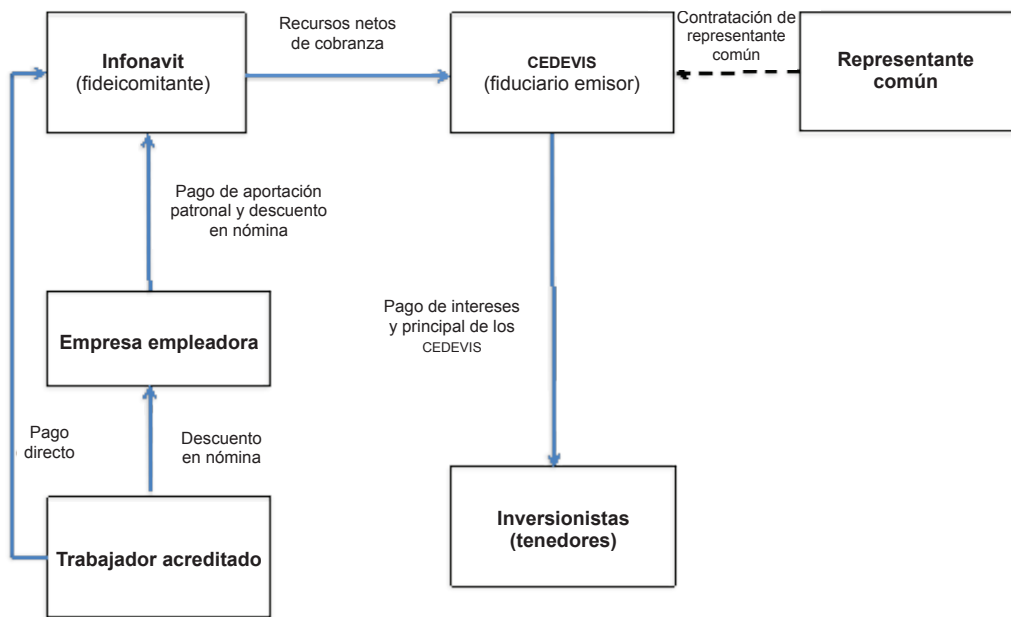 Infonavit
(fideicomitante)
Recursos netos
de cobranza
CEDEVIS
(fiduciario emisor)
Contratación de
representante
común
Representante
común
Pago de aportación
patronal y descuento
en nómina
Empresa empleadora
Pago de intereses
y principal de los
CEDEVIS
Pago
directo
Descuento
en nómina
Trabajador acreditado
Inversionistas
(tenedores)